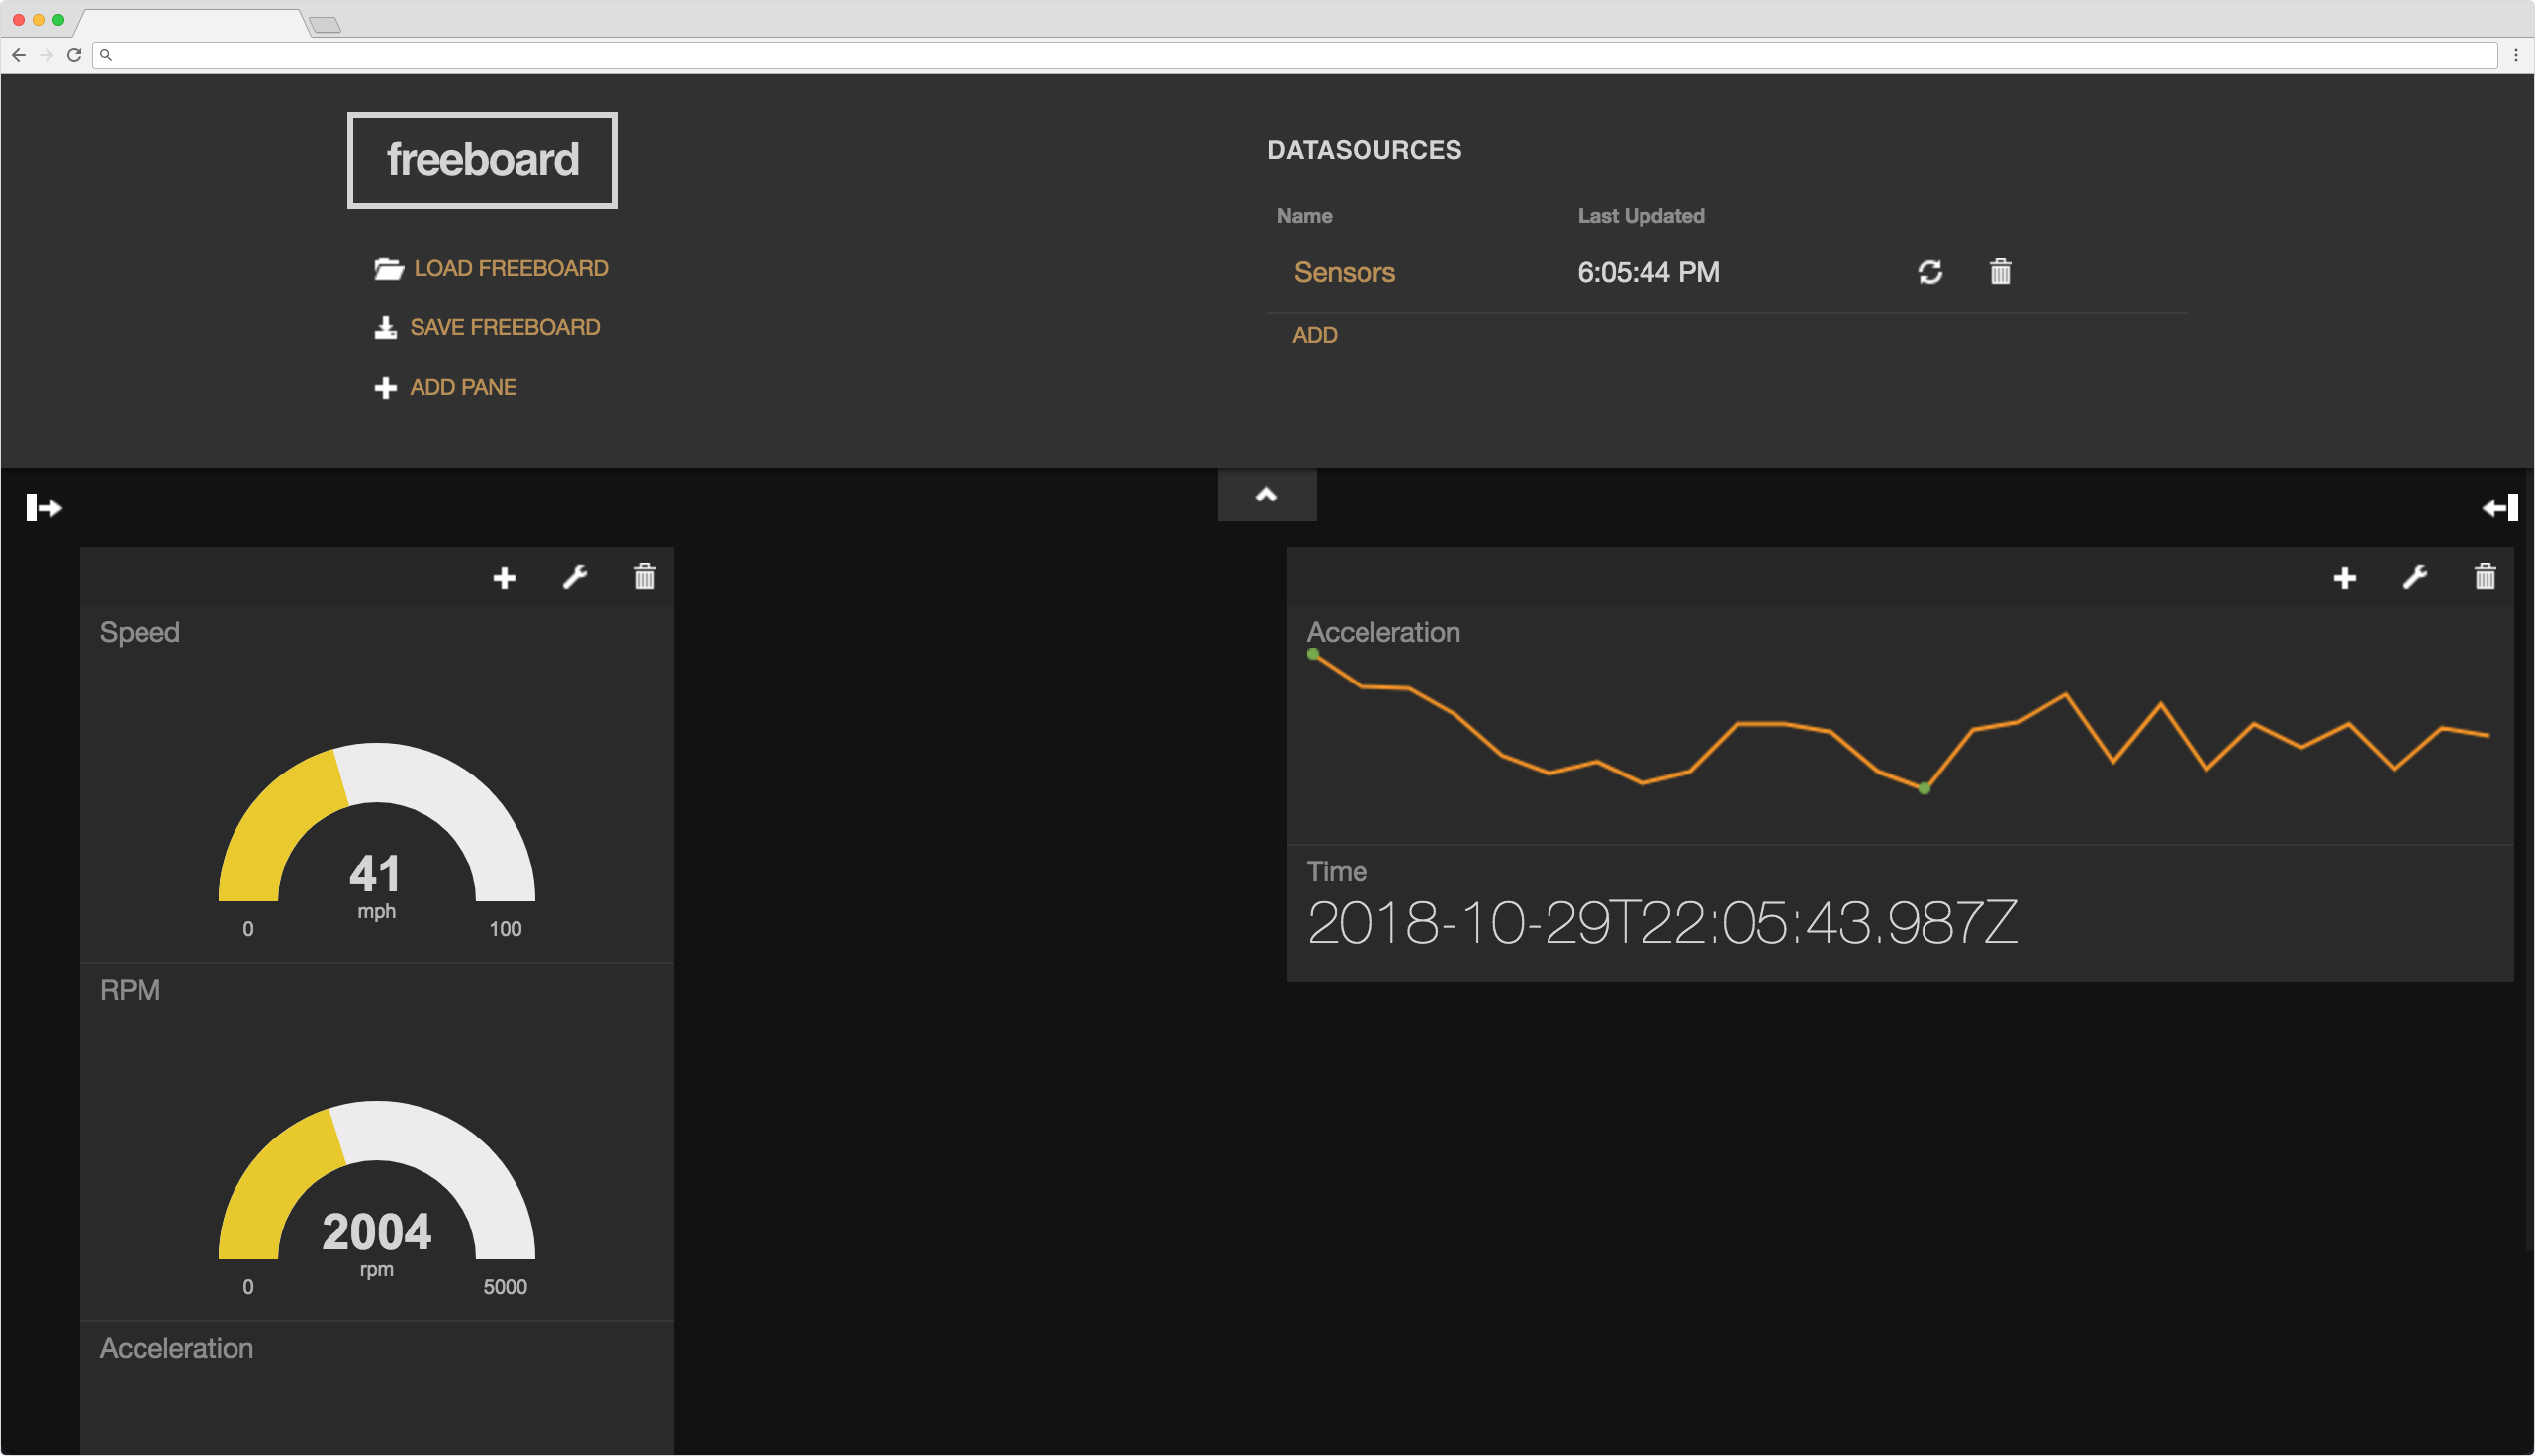 freeboard
LOAD FREEBOARD
SAVE FREEBOARD
ADD PANE
DATASOURCES
Name Last Updated
Sensors 6:05:44 PM
ADD
Speed
41
mph
0 100
RPM
2004
rpm
0 5000
Acceleration
Acceleration
Time
2018-10-29T22:05:43.987Z